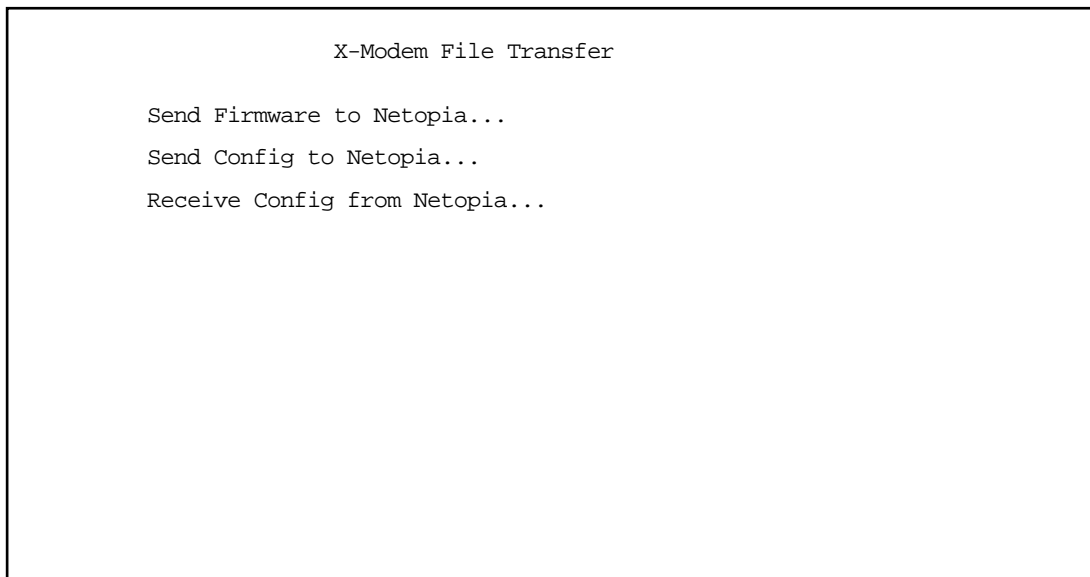 X-Modem File Transfer
Send Firmware to Netopia...
Send Config to Netopia...
Receive Config from Netopia...